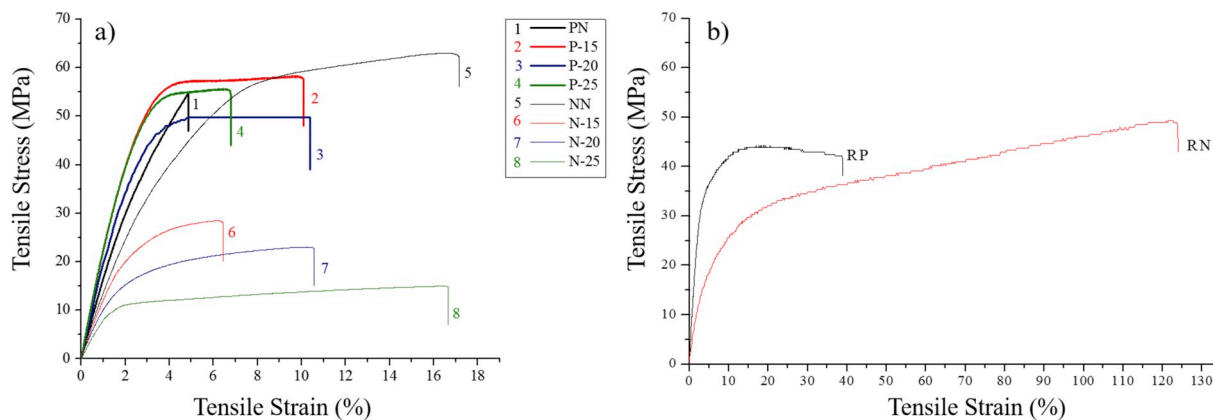 a)
Tensile Stress (MPa)
70
60
50
40
30
20
10
0
0 2 4 6 8 10 12 14 16 18
Tensile Strain (%)
1
2
3
4
5
6
7
8
1 PN
2 P-15
3 P-20
4 P-25
5 NN
6 N-15
7 N-20
8 N-25
b)
Tensile Stress (MPa)
70
60
50
40
30
20
10
0
0 10 20 30 40 50 60 70 80 90 100 110 120 130
Tensile Strain (%)
RP
RN